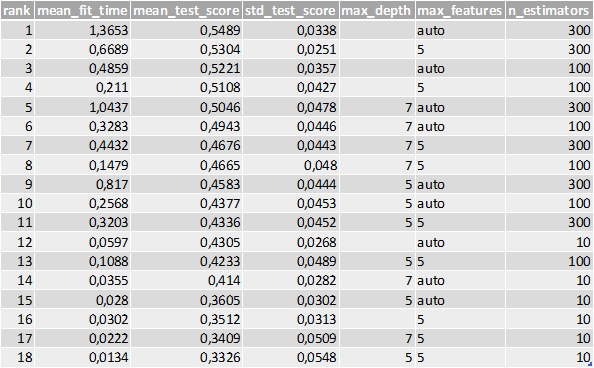 rank mean_fit_time mean_test_score std_test_score max_depth max_features n_estimators
1 1,3653 0,5489 0,0338 auto 300
2 0,6689 0,5304 0,0251 5 300
3 0,4859 0,5221 0,0357 auto 100
4 0,211 0,5108 0,0427 5 100
5 1,0437 0,5046 0,0478 7 auto 300
6 0,3283 0,4943 0,0446 7 auto 100
7 0,4432 0,4676 0,0443 7 5 300
8 0,1479 0,4665 0,048 7 5 100
9 0,817 0,4583 0,0444 5 auto 300
10 0,2568 0,4377 0,0453 5 auto 100
11 0,3203 0,4336 0,0452 5 5 300
12 0,0597 0,4305 0,0268 auto 10
13 0,1088 0,4233 0,0489 5 5 100
14 0,0355 0,414 0,0282 7 auto 10
15 0,028 0,3605 0,0302 5 auto 10
16 0,0302 0,3512 0,0313 5 10
17 0,0222 0,3409 0,0509 7 5 10
18 0,0134 0,3326 0,0548 5 5 10